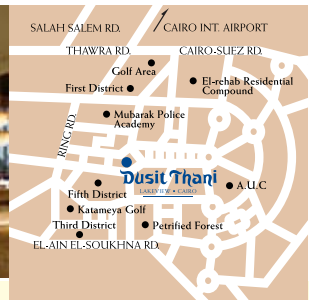 SALAH SALEM RD.
CAIRO INT. AIRPORT
THAWRA RD.
CAIRO-SUEZ RD.
Golf Area
First District
El-rehab Residential
Compound
Mubarak Police
Academy
RING RD.
Dusit Thani
LAKEVIEW • CAIRO
A.U.C
Fifth District
Katameya Golf
Third District
Petrified Forest
EL-AIN EL-SOUKHNA RD.